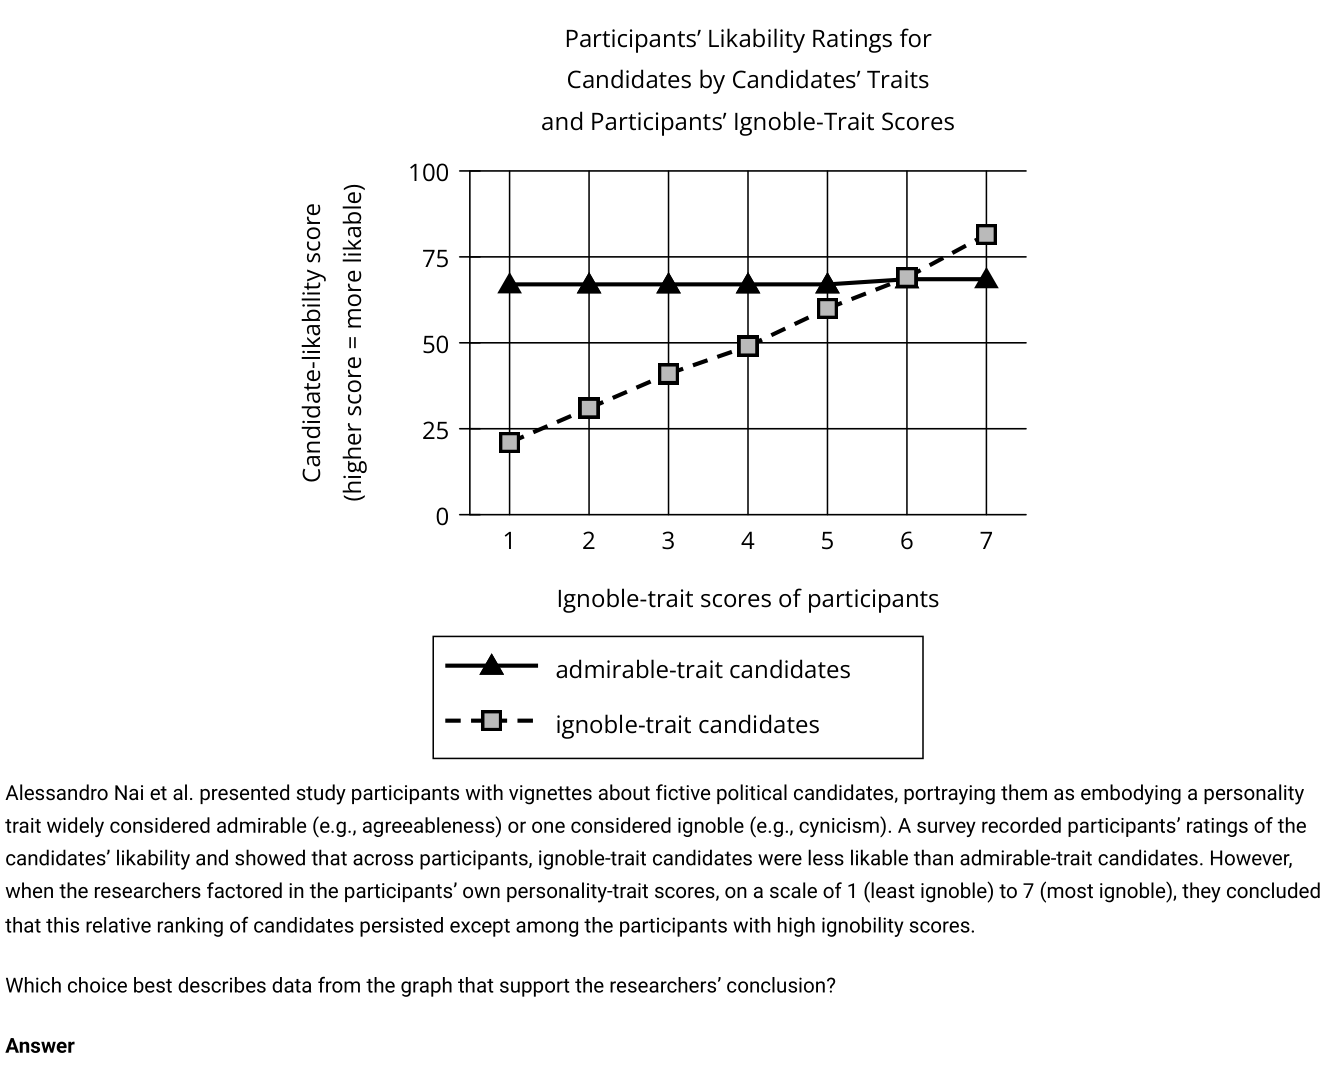 Participants’ Likability Ratings for
Candidates by Candidates’ Traits
and Participants’ Ignoble-Trait Scores
Candidate-likability score
(higher score = more likable)
100
75
50
25
0
1 2 3 4 5 6 7
Ignoble-trait scores of participants
admirable-trait candidates
ignoble-trait candidates
Alessandro Nai et al. presented study participants with vignettes about fictive political candidates, portraying them as embodying a personality
trait widely considered admirable (e.g., agreeableness) or one considered ignoble (e.g., cynicism). A survey recorded participants’ ratings of the
candidates’ likability and showed that across participants, ignoble-trait candidates were less likable than admirable-trait candidates. However,
when the researchers factored in the participants’ own personality-trait scores, on a scale of 1 (least ignoble) to 7 (most ignoble), they concluded
that this relative ranking of candidates persisted except among the participants with high ignobility scores.
Which choice best describes data from the graph that support the researchers’ conclusion?
Answer